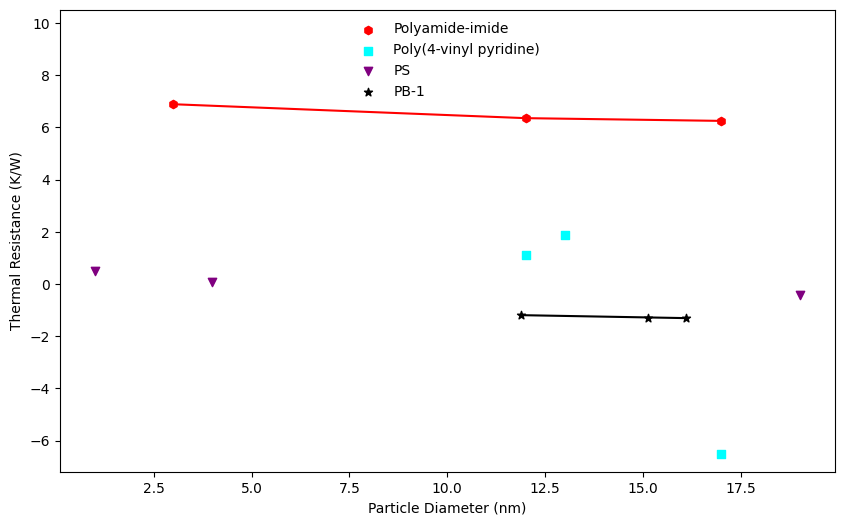 Polyamide-imide
Poly(4-vinyl pyridine)
PS
PB-1
Thermal Resistance (K/W)
10
8
6
4
2
0
−2
−4
−6
2.5 5.0 7.5 10.0 12.5 15.0 17.5
Particle Diameter (nm)